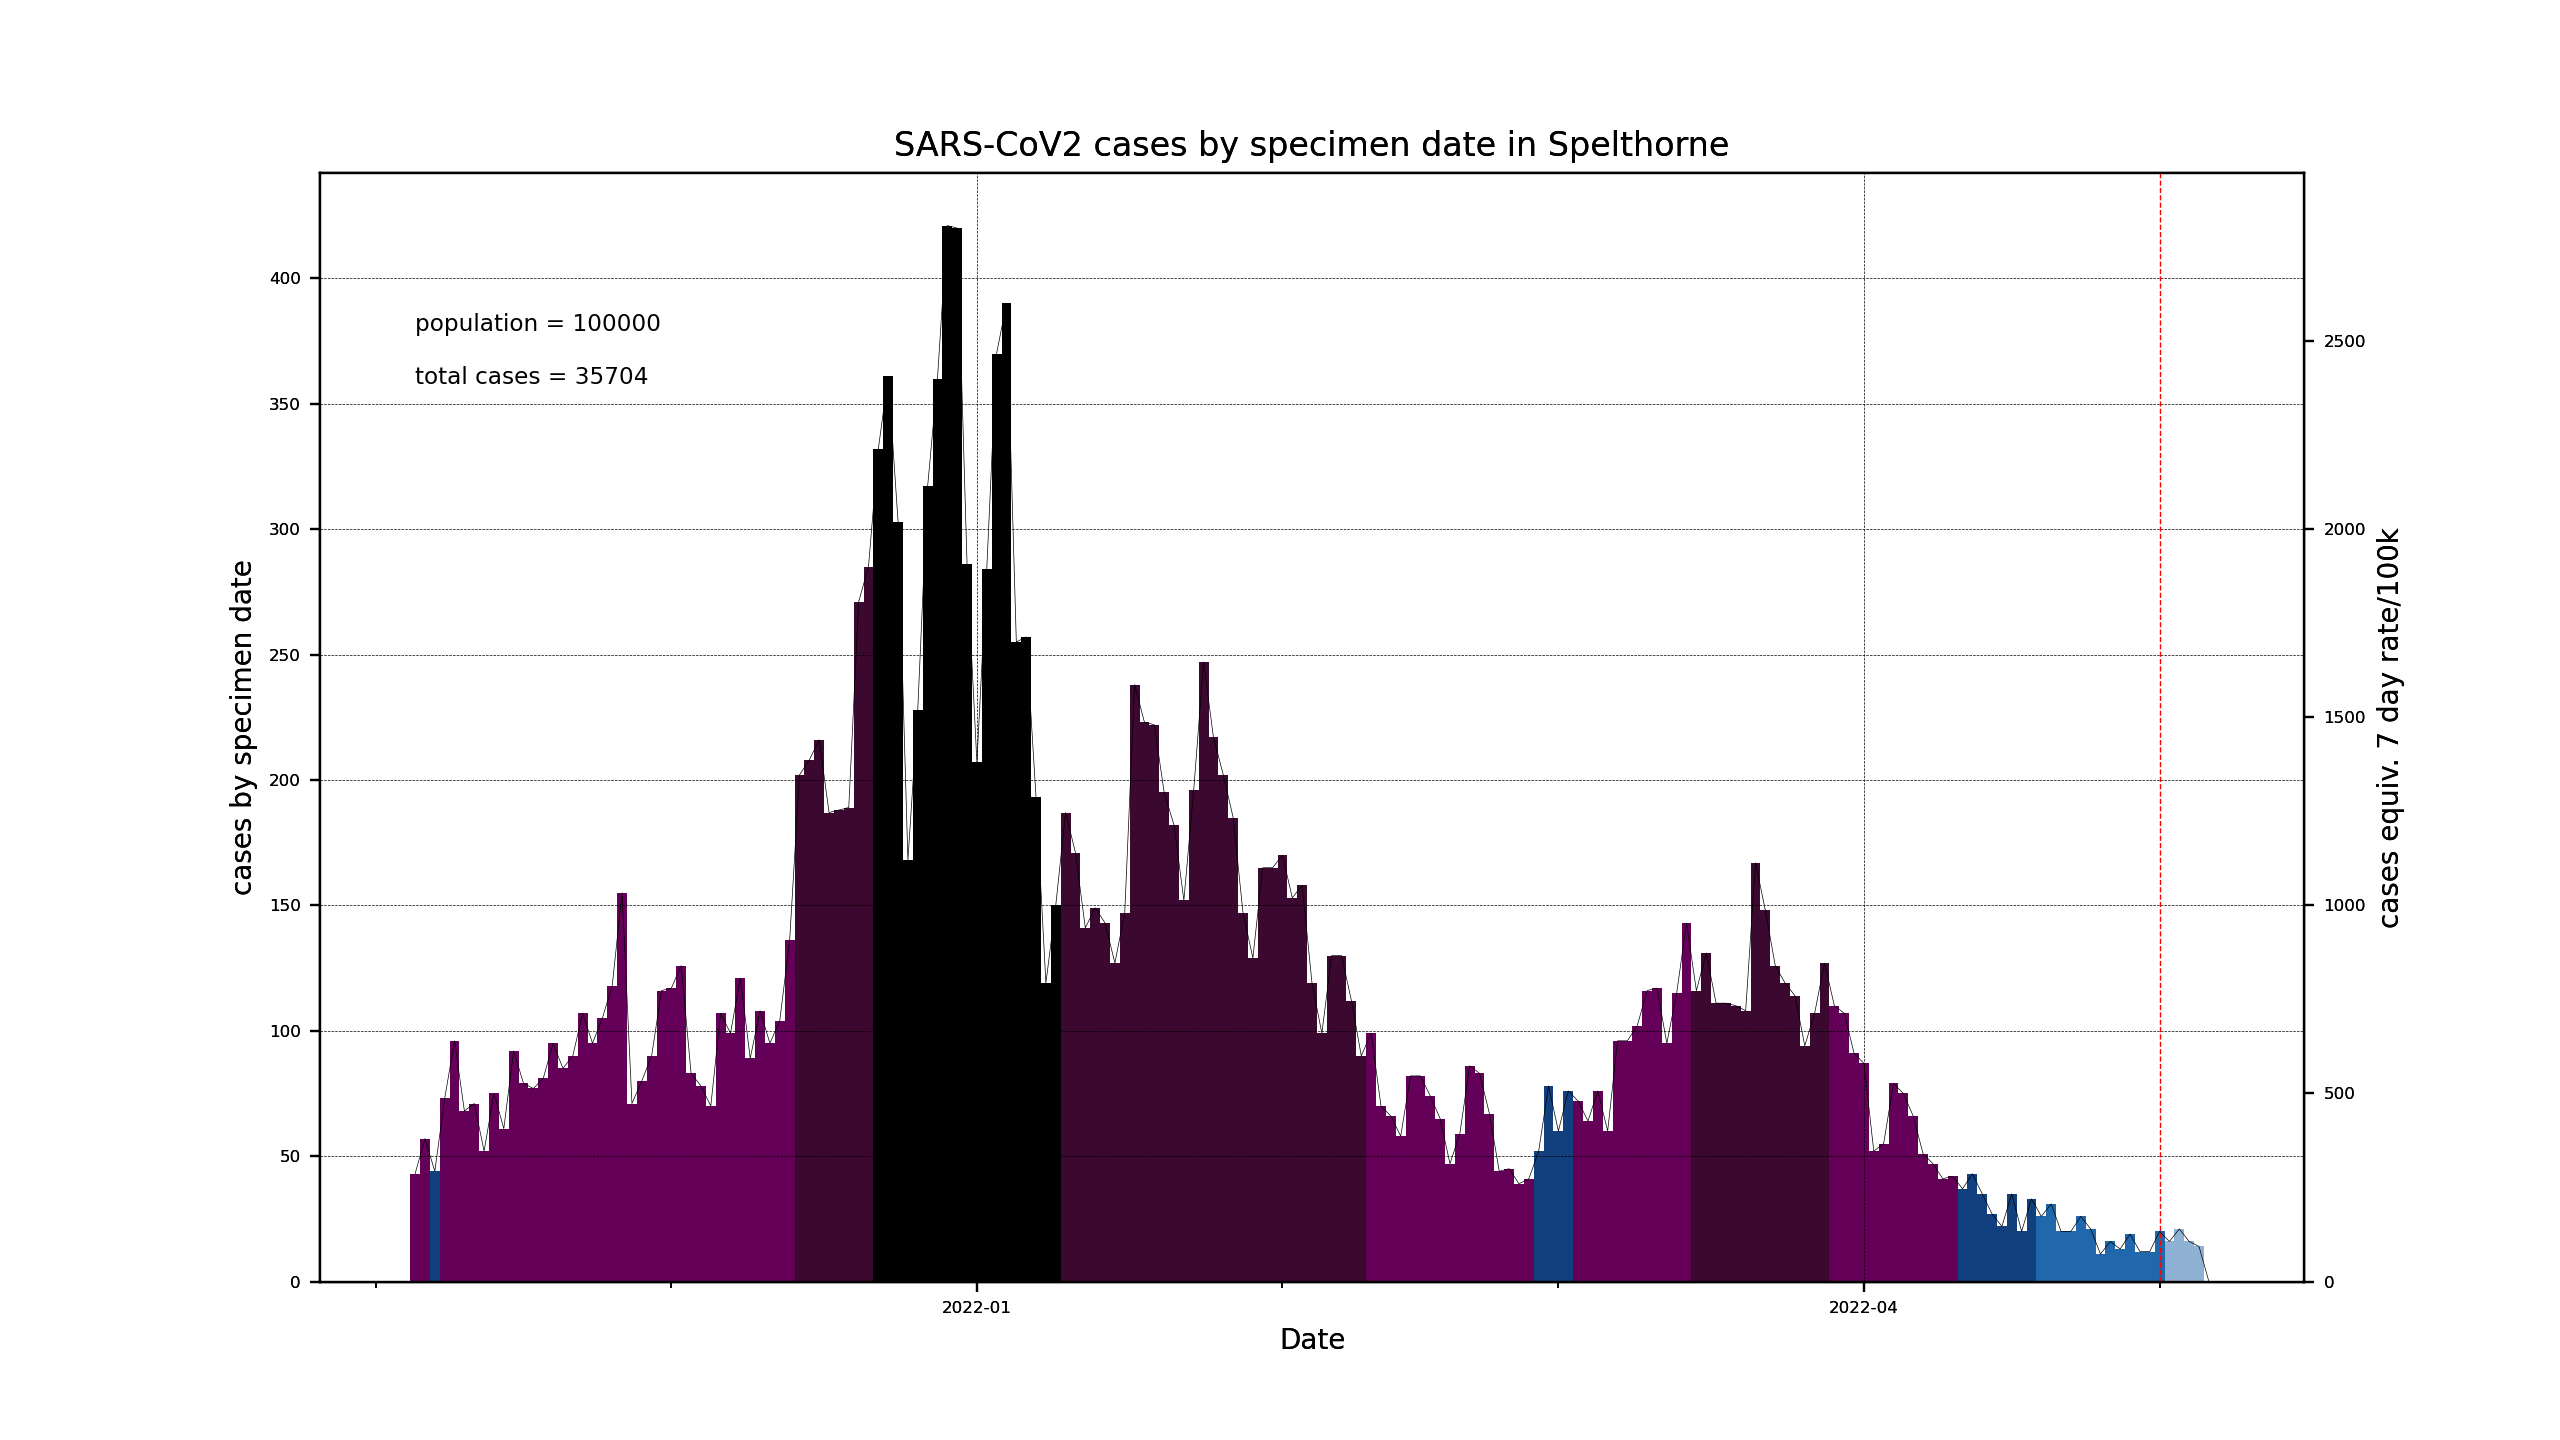 SARS-CoV2 cases by specimen date in Spelthorne
population = 100000
total cases = 35704
cases by specimen date
400
350
300
250
200
150
100
50
0
2500
2000
1500
1000
500
0
cases equiv. 7 day rate/100k
2022-01
2022-04
Date